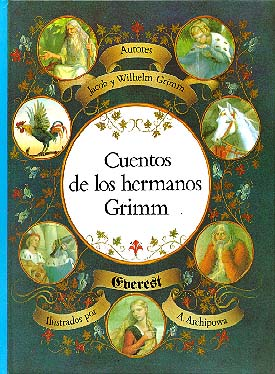 Autores
Jacob y Wilhelm Grimm
Cuentos
de los hermanos
Grimm
Everest
Ilustrados por
A. Archipowa